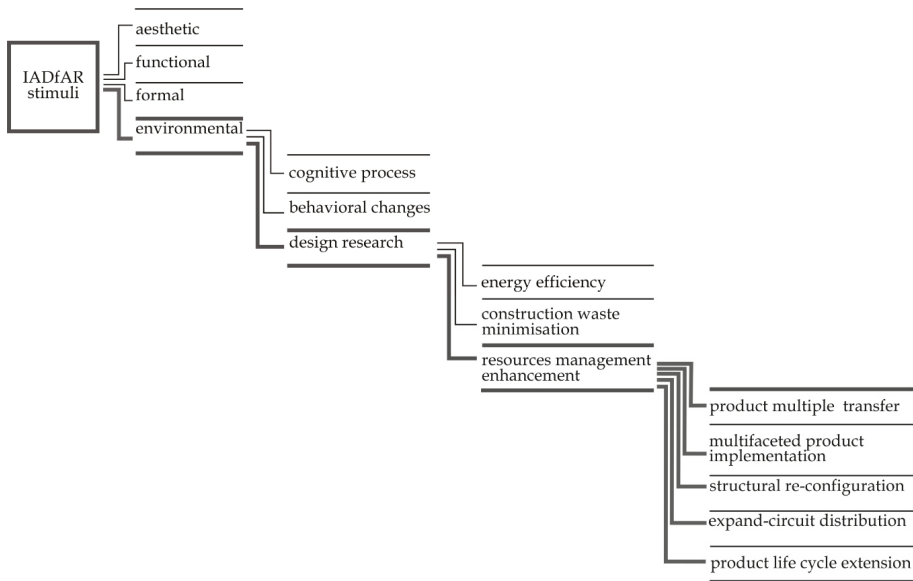 IADfAR
stimuli
aesthetic
functional
formal
environmental
cognitive process
behavioral changes
design research
energy efficiency
construction waste
minimisation
resources management
enhancement
product multiple transfer
multifaceted product
implementation
structural re-configuration
expand-circuit distribution
product life cycle extension